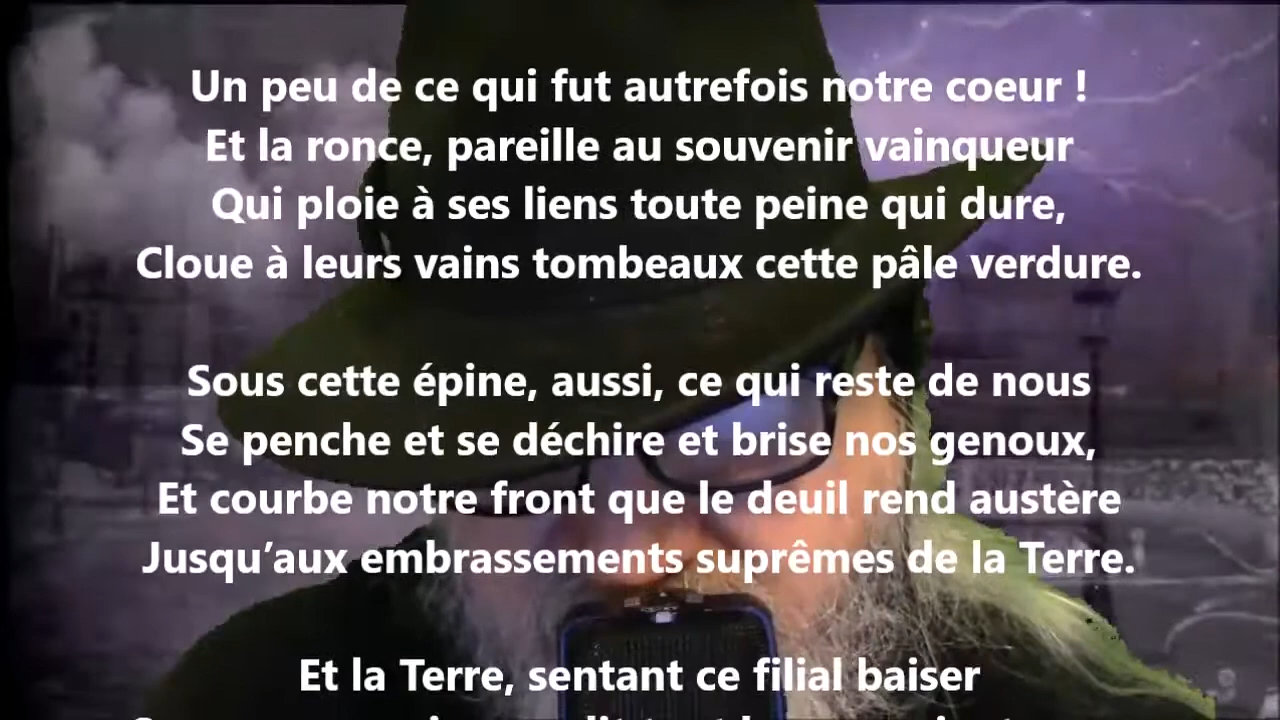 Un peu de ce qui fut autrefois notre coeur !
Et la ronce, pareille au souvenir vainqueur
Qui ploie à ses liens toute peine qui dure,
Cloue à leurs vains tombeaux cette pâle verdure.
Sous cette épine, aussi, ce qui reste de nous
Se penche et se déchire et brise nos genoux,
Et courbe notre front que le deuil rend austère
Jusqu’aux embrassements suprêmes de la Terre.
Et la Terre, sentant ce filial baiser